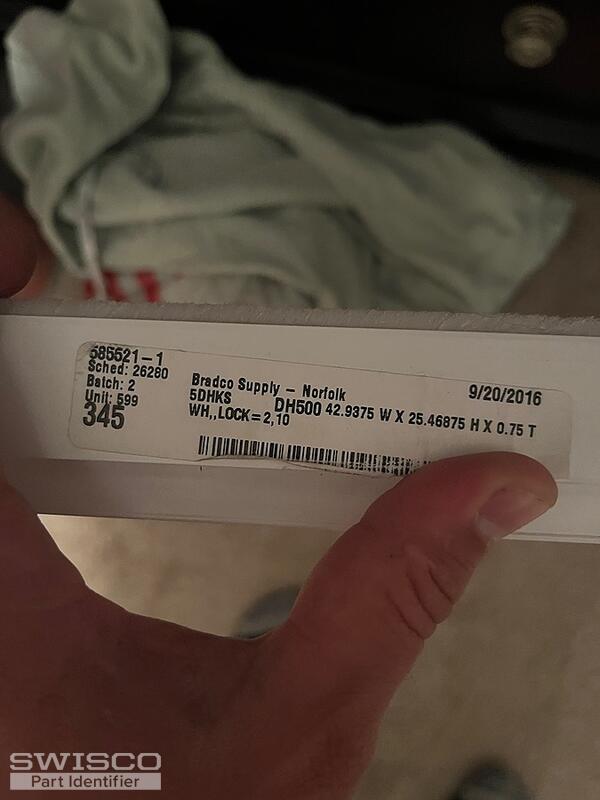 585521-1
Sched: 26280
Batch: 2
Unit: 599
345
Bradco Supply – Norfolk
9/20/2016
5DHKS DH500 42.9375 W X 25.46875 H X 0.75 T
WH,,LOCK=2,10
SWISCO
Part Identifier